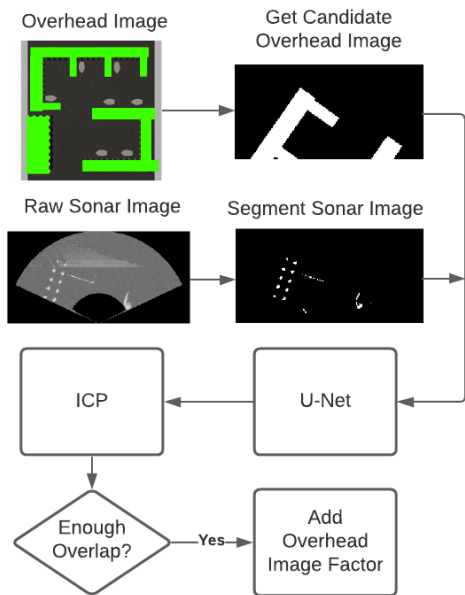 Overhead Image
Get Candidate
Overhead Image
Raw Sonar Image
Segment Sonar Image
ICP
U-Net
Enough
Overlap?
Yes
Add
Overhead
Image Factor